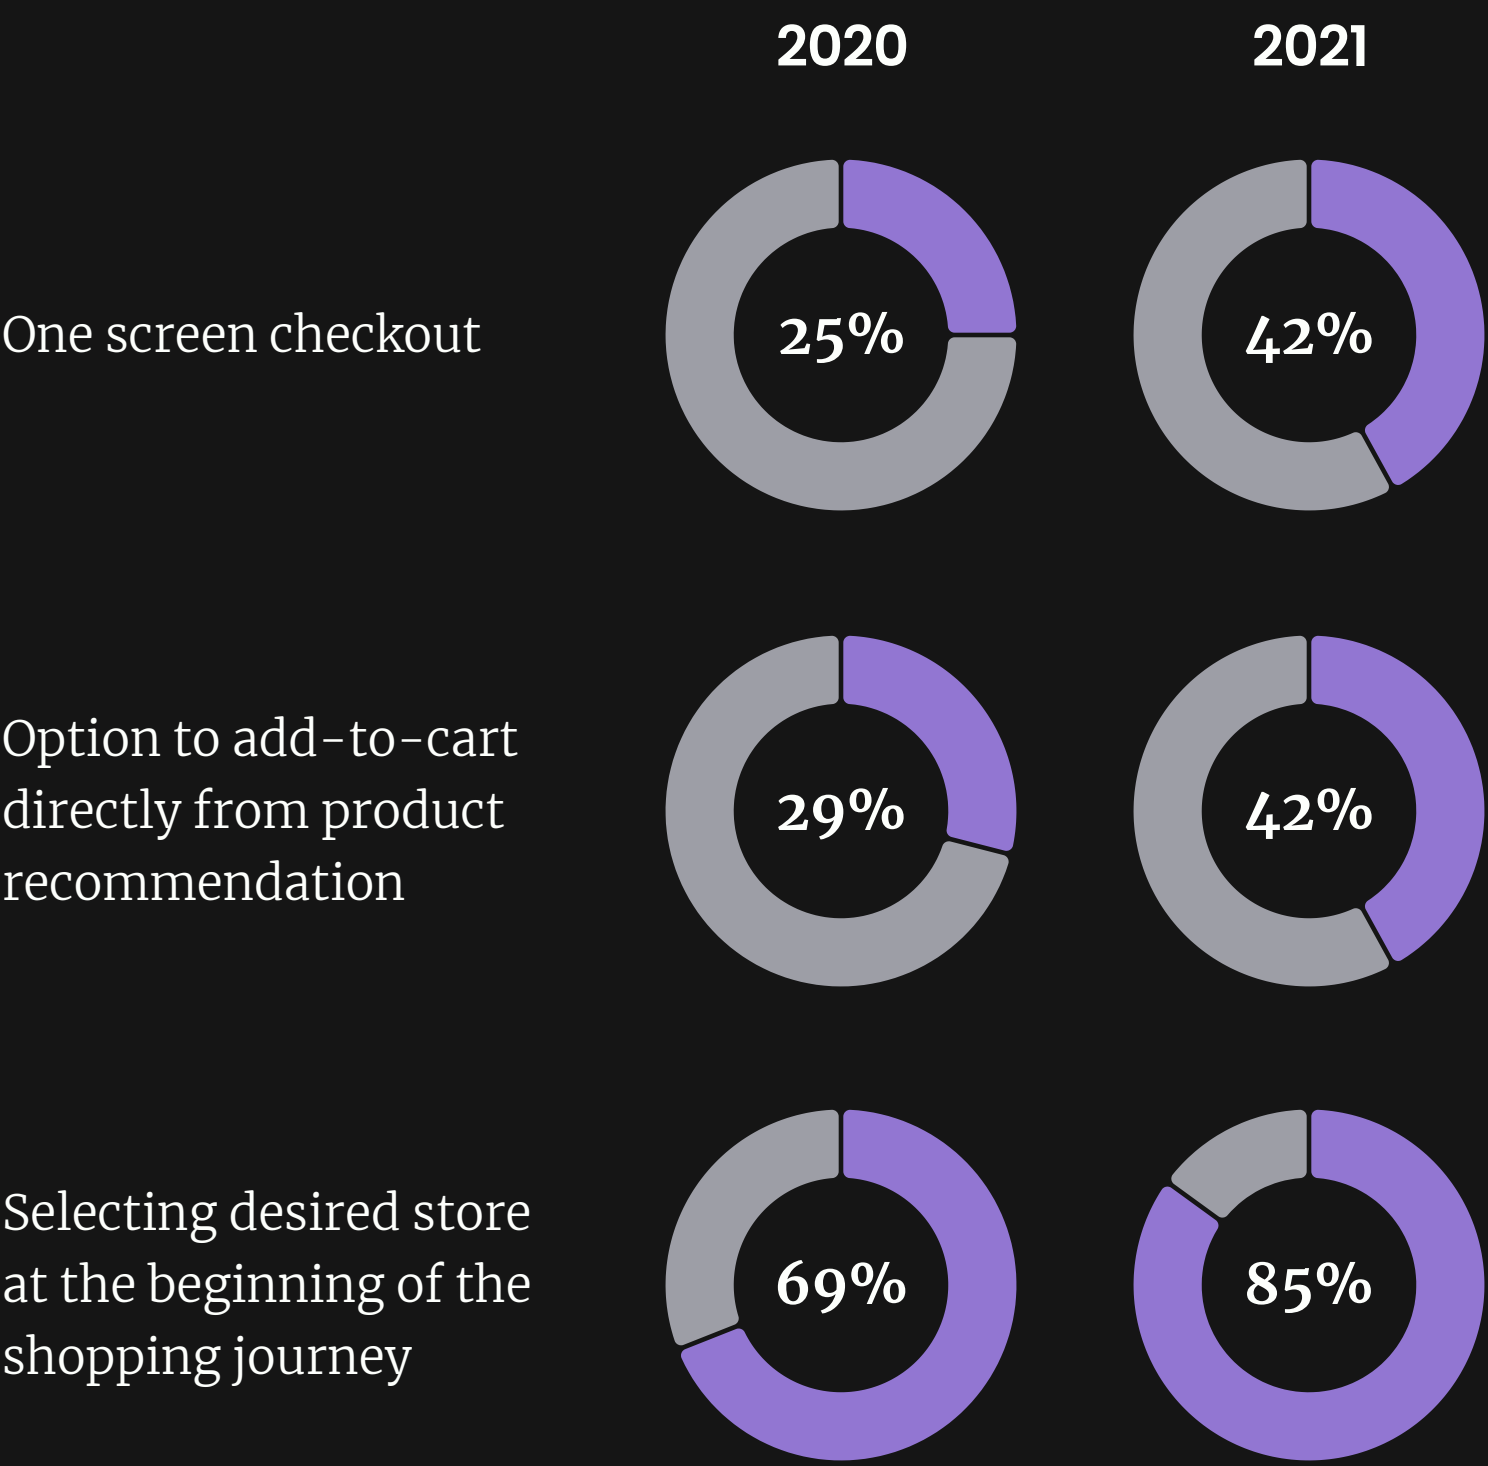 2020 2021
One screen checkout 25% 42%
Option to add-to-cart
directly from product 29% 42%
recommendation
Selecting desired store
at the beginning of the 69% 85%
shopping journey